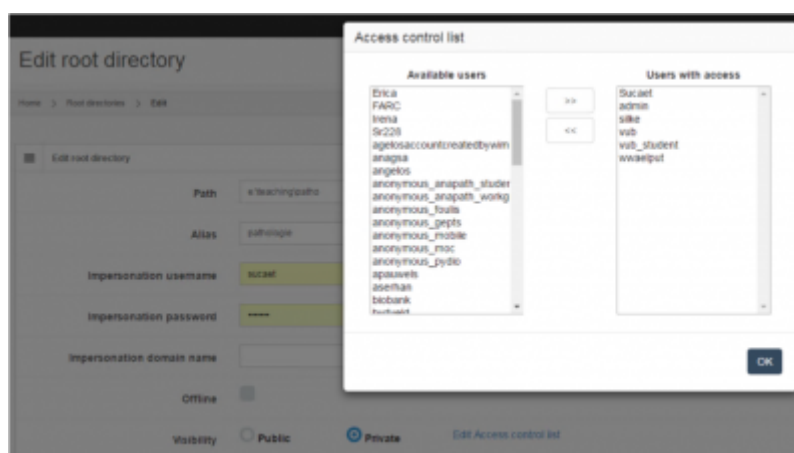 Access control list
Edit root directory
Available users
Users with access
Home > Root directories > Edit
Erica
FARC
Irena
Sr228
agelosaccountcreatedbywim
anagsa
angelos
anonymous_anapath_studer
anonymous_anapath_workg
anonymous_foulis
anonymous_gepts
anonymous_mobile
anonymous_moc
anonymous_pydio
apauwels
aserhan
biobank
>>
<<
Sucaet
admin
silke
vub
vub_student
wwaelput
Edit root directory
Path
Alias
pathologie
Impersonation username
sucaet
Impersonation password
Impersonation domain name
OK
Offline
Visibility
Public
Private
Edit Access control list